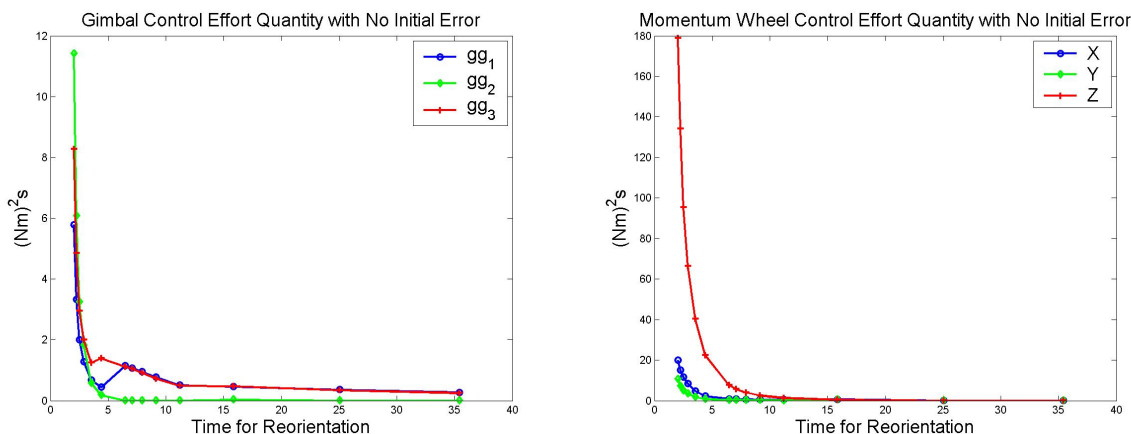 Gimbal Control Effort Quantity with No Initial Error
12
10
8
6
4
2
0
(Nm)²s
gg₁
gg₂
gg₃
0 5 10 15 20 25 30 35 40
Time for Reorientation
Momentum Wheel Control Effort Quantity with No Initial Error
180
160
140
120
100
80
60
40
20
0
(Nm)²s
X
Y
Z
0 5 10 15 20 25 30 35 40
Time for Reorientation